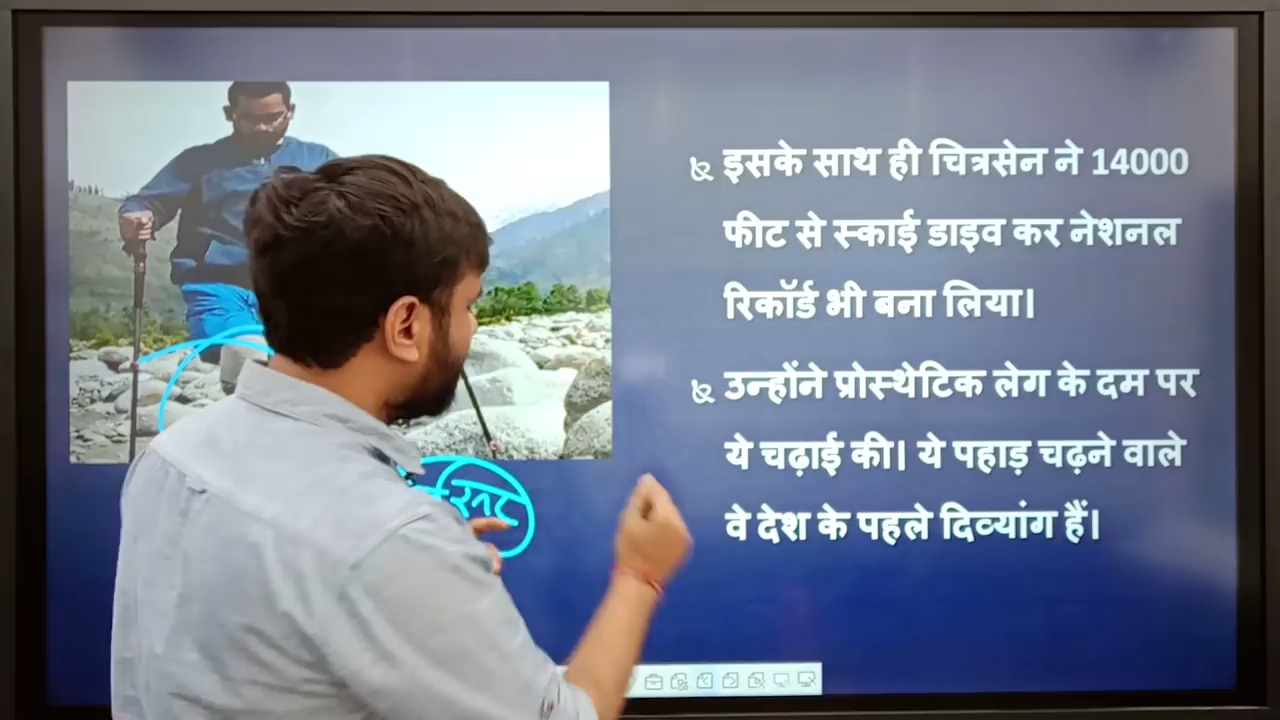 इसके साथ ही चित्रसेन ने 14000
फीट से स्काई डाइव कर नेशनल
रिकॉर्ड भी बना लिया।
उन्होंने प्रोस्थेटिक लेग के दम पर
ये चढ़ाई की। ये पहाड़ चढ़ने वाले
वे देश के पहले दिव्यांग हैं।